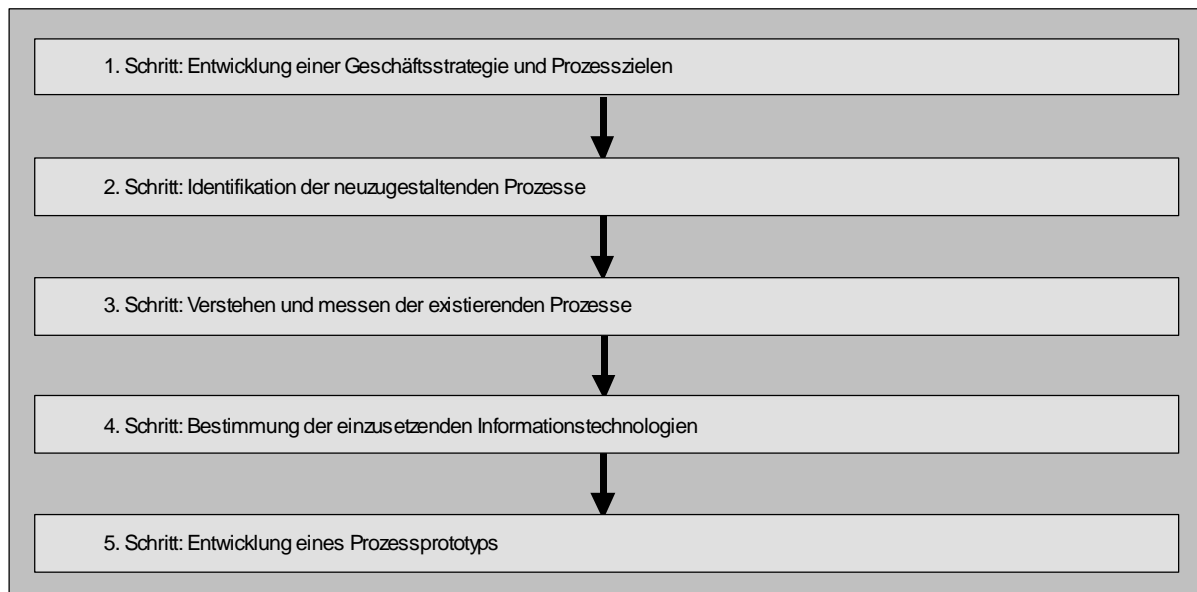 1. Schritt: Entwicklung einer Geschäftsstrategie und Prozesszielen
2. Schritt: Identifikation der neuzugestaltenden Prozesse
3. Schritt: Verstehen und messen der existierenden Prozesse
4. Schritt: Bestimmung der einzusetzenden Informationstechnologien
5. Schritt: Entwicklung eines Prozessprototyps